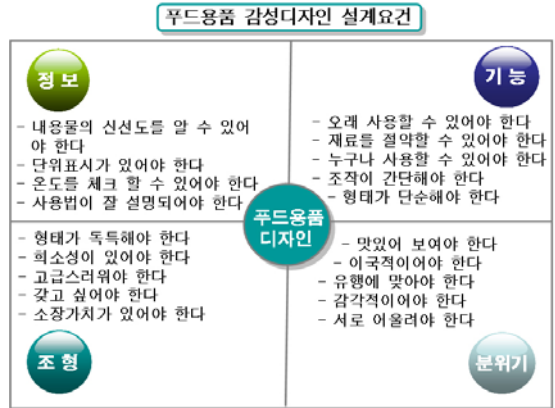 푸드용품 감성디자인 설계요건
정보
- 내용물의 신선도를 알 수 있어
야 한다
- 단위표시가 있어야 한다
- 온도를 체크 할 수 있어야 한다
- 사용법이 잘 설명되어야 한다
기능
- 오래 사용할 수 있어야 한다
- 재료를 절약할 수 있어야 한다
- 누구나 사용할 수 있어야 한다
- 조작이 간단해야 한다
- 형태가 단순해야 한다
푸드용품
디자인
- 형태가 독특해야 한다
- 희소성이 있어야 한다
- 고급스러워야 한다
- 갖고 싶어야 한다
- 소장가치가 있어야 한다
조형
- 맛있어 보여야 한다
- 이국적이어야 한다
- 유행에 맞아야 한다
- 감각적이어야 한다
- 서로 어울려야 한다
분위기